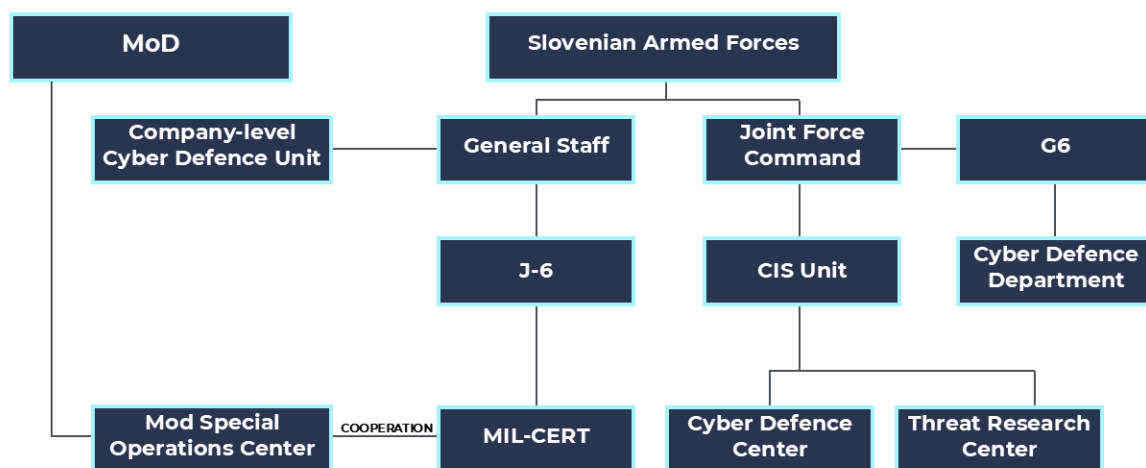 MoD
Slovenian Armed Forces
Company-level
Cyber Defence Unit
General Staff
Joint Force
Command
G6
J-6
CIS Unit
Cyber Defence
Department
Mod Special
Operations Center
COOPERATION
MIL-CERT
Cyber Defence
Center
Threat Research
Center